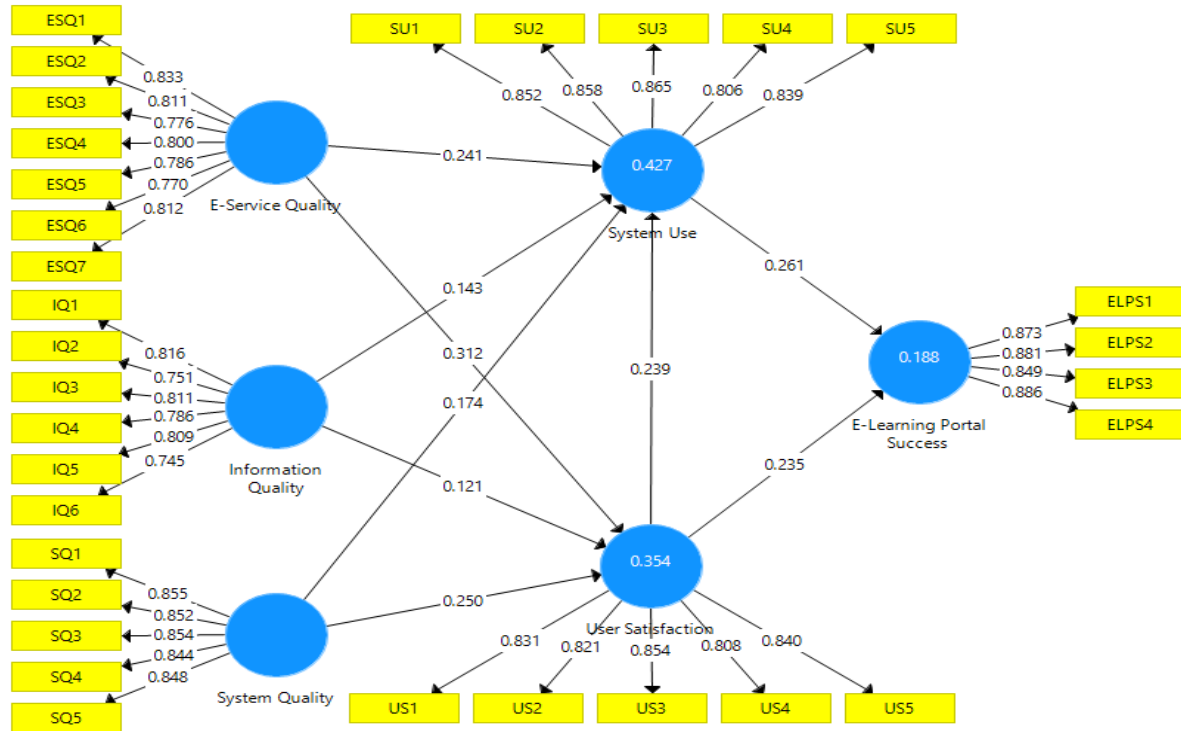 ESQ1
ESQ2
ESQ3
ESQ4
ESQ5
ESQ6
ESQ7
0.833
0.811
0.776
0.800
0.786
0.770
0.812
E-Service Quality
IQ1
IQ2
IQ3
IQ4
IQ5
IQ6
0.816
0.751
0.811
0.786
0.809
0.745
Information
Quality
SQ1
SQ2
SQ3
SQ4
SQ5
0.855
0.852
0.854
0.844
0.848
System Quality
0.241
0.143
0.312
0.174
0.121
0.250
SU1
SU2
SU3
SU4
SU5
0.852
0.858
0.865
0.806
0.839
0.427
System Use
0.239
0.354
User Satisfaction
0.831
0.821
0.854
0.808
0.840
US1
US2
US3
US4
US5
0.261
0.235
0.188
E-Learning Portal
Success
0.873
0.881
0.849
0.886
ELPS1
ELPS2
ELPS3
ELPS4